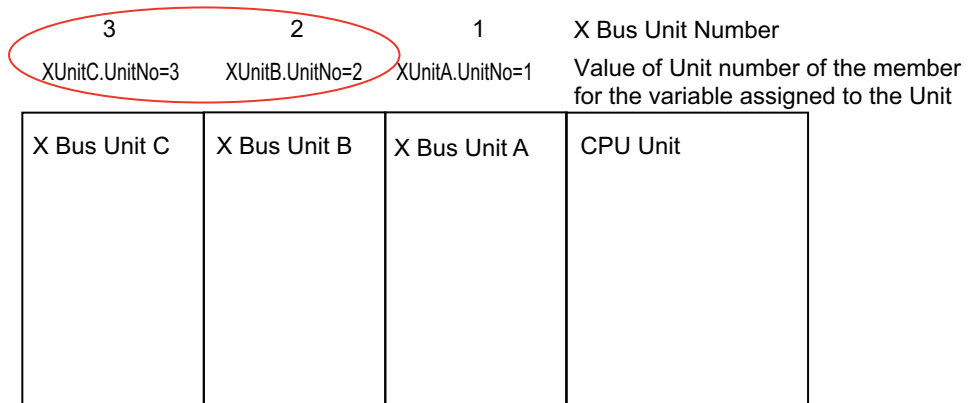 3 2 1 X Bus Unit Number
XUnitC.UnitNo=3 XUnitB.UnitNo=2 XUnitA.UnitNo=1 Value of Unit number of the member
for the variable assigned to the Unit
X Bus Unit C X Bus Unit B X Bus Unit A CPU Unit